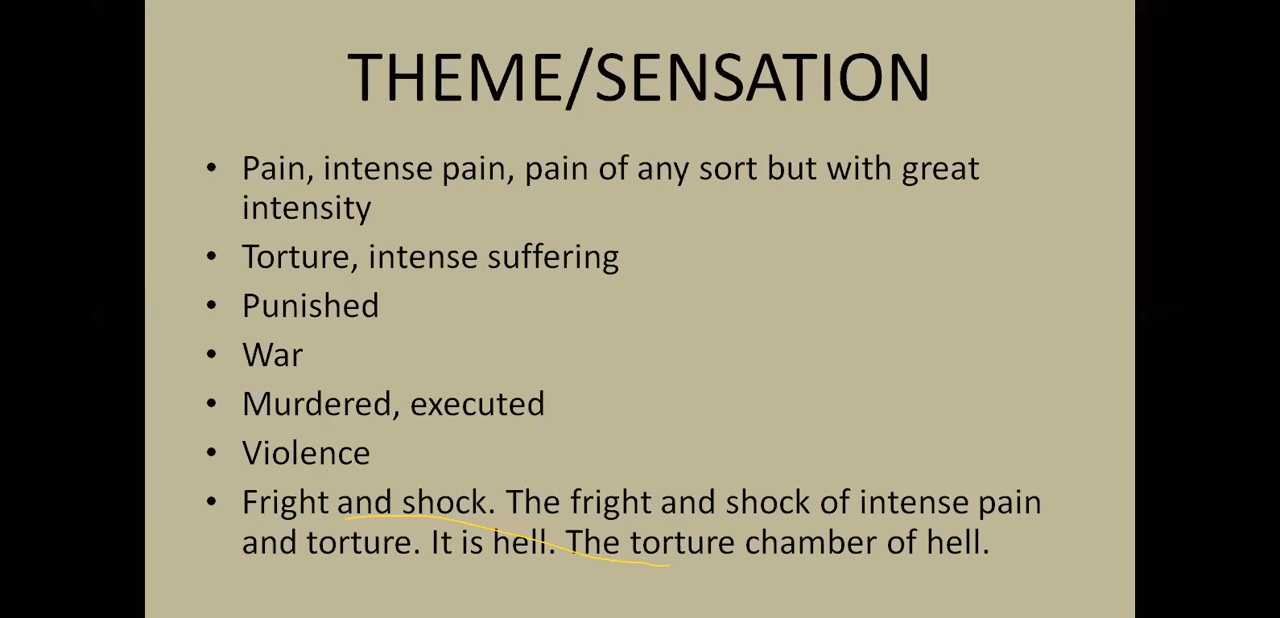 THEME/SENSATION
• Pain, intense pain, pain of any sort but with great
intensity
• Torture, intense suffering
• Punished
• War
• Murdered, executed
• Violence
• Fright and shock. The fright and shock of intense pain
and torture. It is hell. The torture chamber of hell.